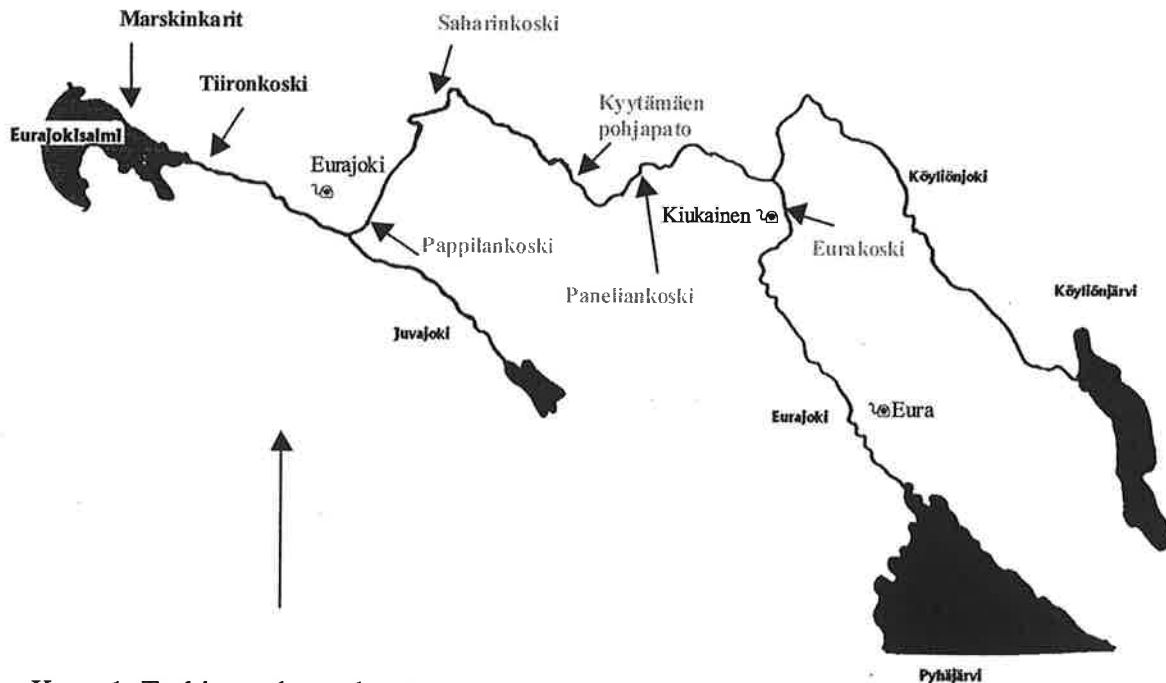 Marskinkarit
Saharinkoski
Tiironkoski
Kyytämäen
pohjapato
Eurajokisalmi
Eurajoki
Köyliönjoki
Kiukainen
Pappilankoski
Eurakoski
Paneliankoski
Köyliönjärvi
Juvajoki
Eurajoki
Eura
Pyhäjärvi